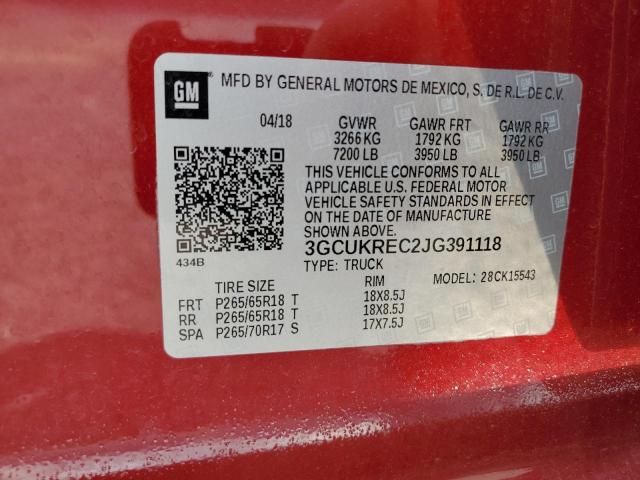 GM ® MFD BY GENERAL MOTORS DE MEXICO, S. DE R.L. DE C.V.
04/18 GVWR GAWR FRT GAWR RR
3266 KG 1792 KG 1792 KG
7200 LB 3950 LB 3950 LB
THIS VEHICLE CONFORMS TO ALL
APPLICABLE U.S. FEDERAL MOTOR
VEHICLE SAFETY STANDARDS IN EFFECT
ON THE DATE OF MANUFACTURE
SHOWN ABOVE.
434B
3GCUKREC2JG391118
TYPE: TRUCK MODEL: 28CK15543
TIRE SIZE RIM
FRT P265/65R18 T 18X8.5J
RR P265/65R18 T 18X8.5J
SPA P265/70R17 S 17X7.5J